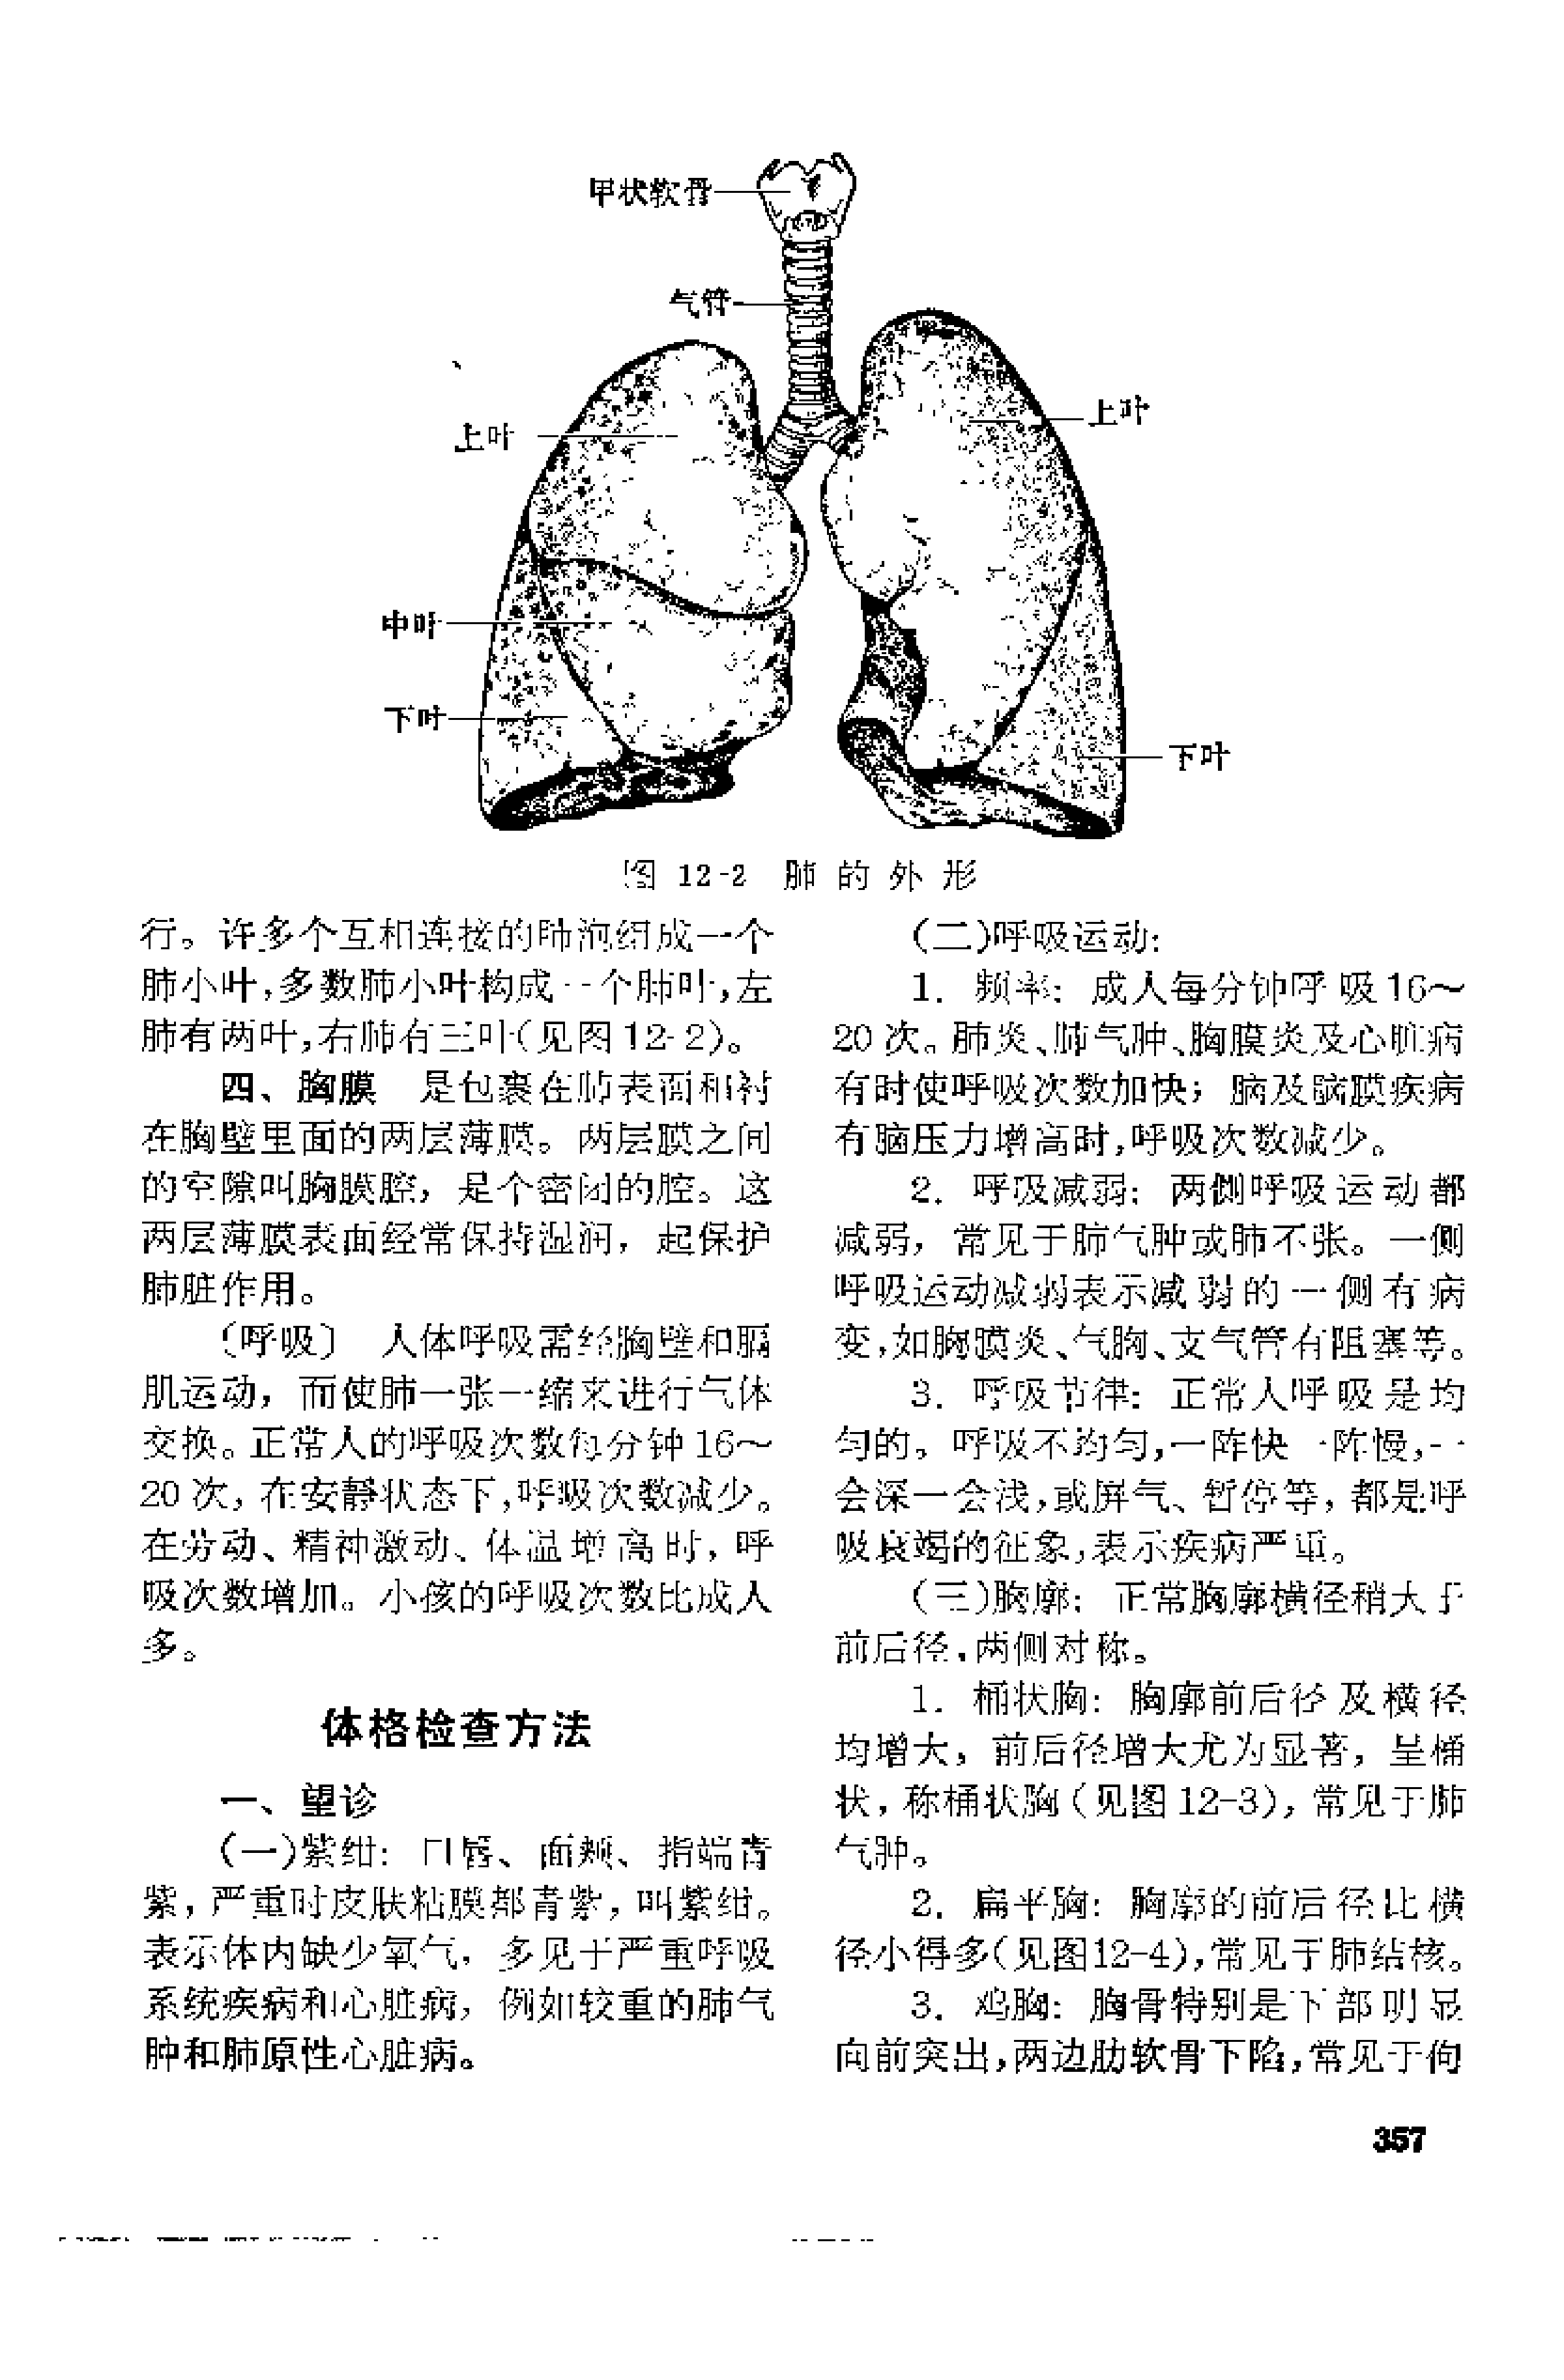 甲状软骨
气管
上叶
上叶
中叶
下叶
下叶
图 12-2 肺的外形
行。许多个互相连接的肺泡组成一个
肺小叶,多数肺小叶构成一个肺叶,左
肺有两叶,右肺有三叶(见图12-2)。
四、胸膜 是包裹在肺表面和衬
在胸壁里面的两层薄膜。两层膜之间
的空隙叫胸膜腔，是个密闭的腔。这
两层薄膜表面经常保持湿润，起保护
肺脏作用。
〔呼吸〕 人体呼吸需经胸壁和膈
肌运动，而使肺一张一缩来进行气体
交换。正常人的呼吸次数每分钟16～
20次，在安静状态下,呼吸次数减少。
在劳动、精神激动、体温增高时，呼
吸次数增加。小孩的呼吸次数比成人
多。
体格检查方法
一、望诊
(一)紫绀：口唇、面颊、指端青
紫，严重时皮肤粘膜都青紫，叫紫绀。
表示体内缺少氧气，多见于严重呼吸
系统疾病和心脏病，例如较重的肺气
肿和肺原性心脏病。
(二)呼吸运动：
1. 频率：成人每分钟呼吸16～
20次。肺炎、肺气肿、胸膜炎及心脏病
有时使呼吸次数加快；脑及脑膜疾病
有脑压力增高时,呼吸次数减少。
2. 呼吸减弱：两侧呼吸运动都
减弱，常见于肺气肿或肺不张。一侧
呼吸运动减弱表示减弱的一侧有病
变,如胸膜炎、气胸、支气管有阻塞等。
3. 呼吸节律：正常人呼吸是均
匀的。呼吸不均匀,一阵快一阵慢,一
会深一会浅,或屏气、暂停等，都是呼
吸衰竭的征象,表示疾病严重。
(三)胸廓：正常胸廓横径稍大于
前后径,两侧对称。
1. 桶状胸：胸廓前后径及横径
均增大，前后径增大尤为显著，呈桶
状，称桶状胸(见图12-3)，常见于肺
气肿。
2. 扁平胸：胸廓的前后径比横
径小得多(见图12-4),常见于肺结核。
3. 鸡胸：胸骨特别是下部明显
向前突出,两边肋软骨下陷,常见于佝
357